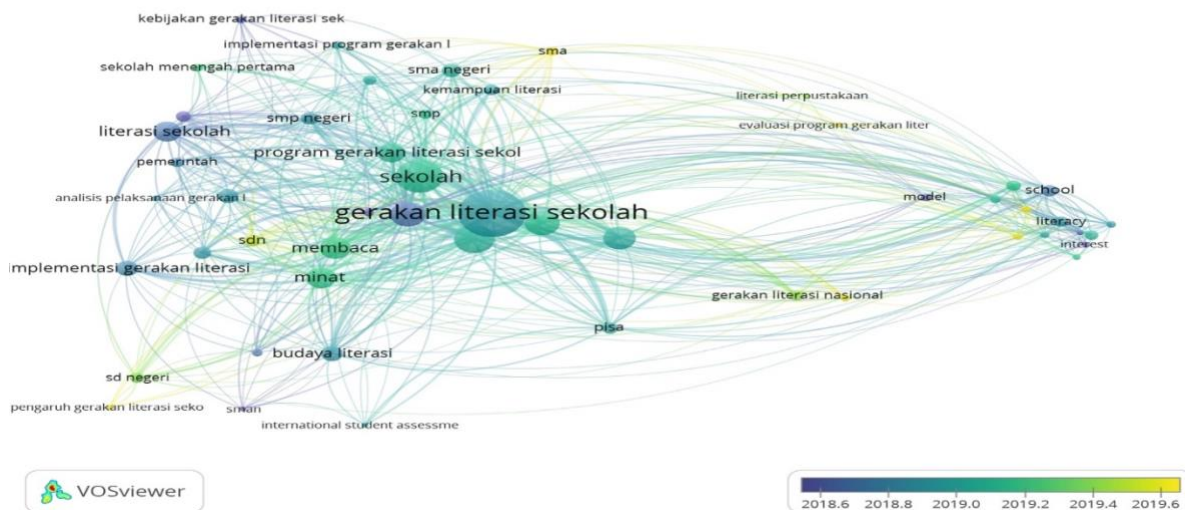 kebijakan gerakan literasi sek
implementasi program gerakan l
sma
sekolah menengah pertama
sma negeri
kemampuan literasi
literasi perpustakaan
smp negeri
smp
evaluasi program gerakan liter
literasi sekolah
program gerakan literasi sekol
pemerintah
sekolah
analisis pelaksanaan gerakan l
model
school
gerakan literasi sekolah
literacy
sdn
membaca
interest
implementasi gerakan literasi
minat
gerakan literasi nasional
pisa
budaya literasi
sd negeri
pengaruh gerakan literasi seko
sman
international student assessme
VOSviewer
2018.6 2018.8 2019.0 2019.2 2019.4 2019.6